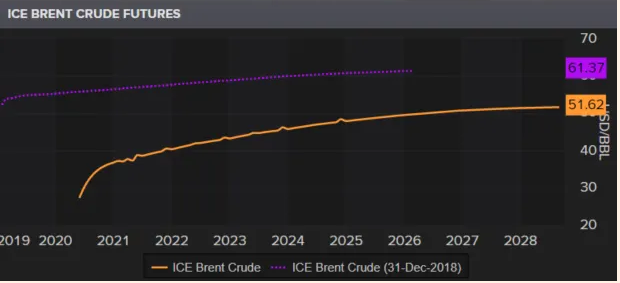 ICE BRENT CRUDE FUTURES
70
61.37
51.62
USD/BBL
40
30
20
2019 2020 2021 2022 2023 2024 2025 2026 2027 2028
ICE Brent Crude ICE Brent Crude (31-Dec-2018)